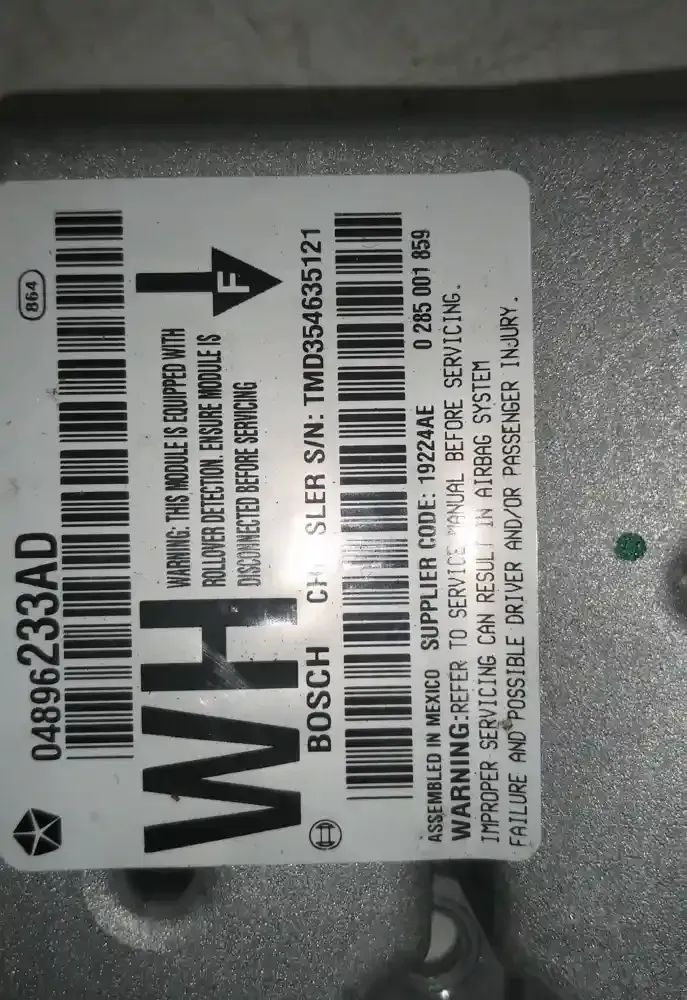 04896233AD
864
WH
WARNING: THIS MODULE IS EQUIPPED WITH
ROLLOVER DETECTION. ENSURE MODULE IS
DISCONNECTED BEFORE SERVICING
F
BOSCH S/N: TMD354635121
ASSEMBLED IN MEXICO SUPPLIER CODE: 19224AE 0 285 001 859
WARNING:REFER TO SERVICE MANUAL BEFORE SERVICING.
IMPROPER SERVICING CAN RESULT IN AIRBAG SYSTEM
FAILURE AND POSSIBLE DRIVER AND/OR PASSENGER INJURY.